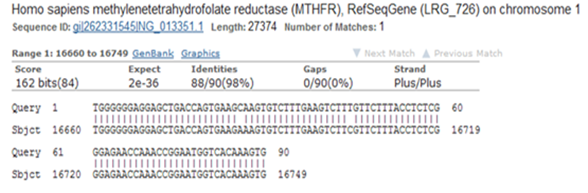 Homo sapiens methylenetetrahydrofolate reductase (MTHFR), RefSeqGene (LRG_726) on chromosome 1
Sequence ID: gi|262331545|NG_013351.1 Length: 27374 Number of Matches: 1
Range 1: 16660 to 16749 GenBank Graphics Next Match Previous Match
Score Expect Identities Gaps Strand
162 bits(84) 2e-36 88/90(98%) 0/90(0%) Plus/Plus
Query 1 TGGGGGGAGGAGCTGACCAGTGAAGCAAGTGTCTTTGAAGTCTTTGTTCTTTACCTCTCG 60
Sbjct 16660 TGGGGGGAGGAGCTGACCAGTGAAGAAAGTGTCTTTGAAGTCTTCGTTCTTTACCTCTCG 16719
Query 61 GGAGAACCAAACCGGAATGGTCACAAAGTG 90
Sbjct 16720 GGAGAACCAAACCGGAATGGTCACAAAGTG 16749